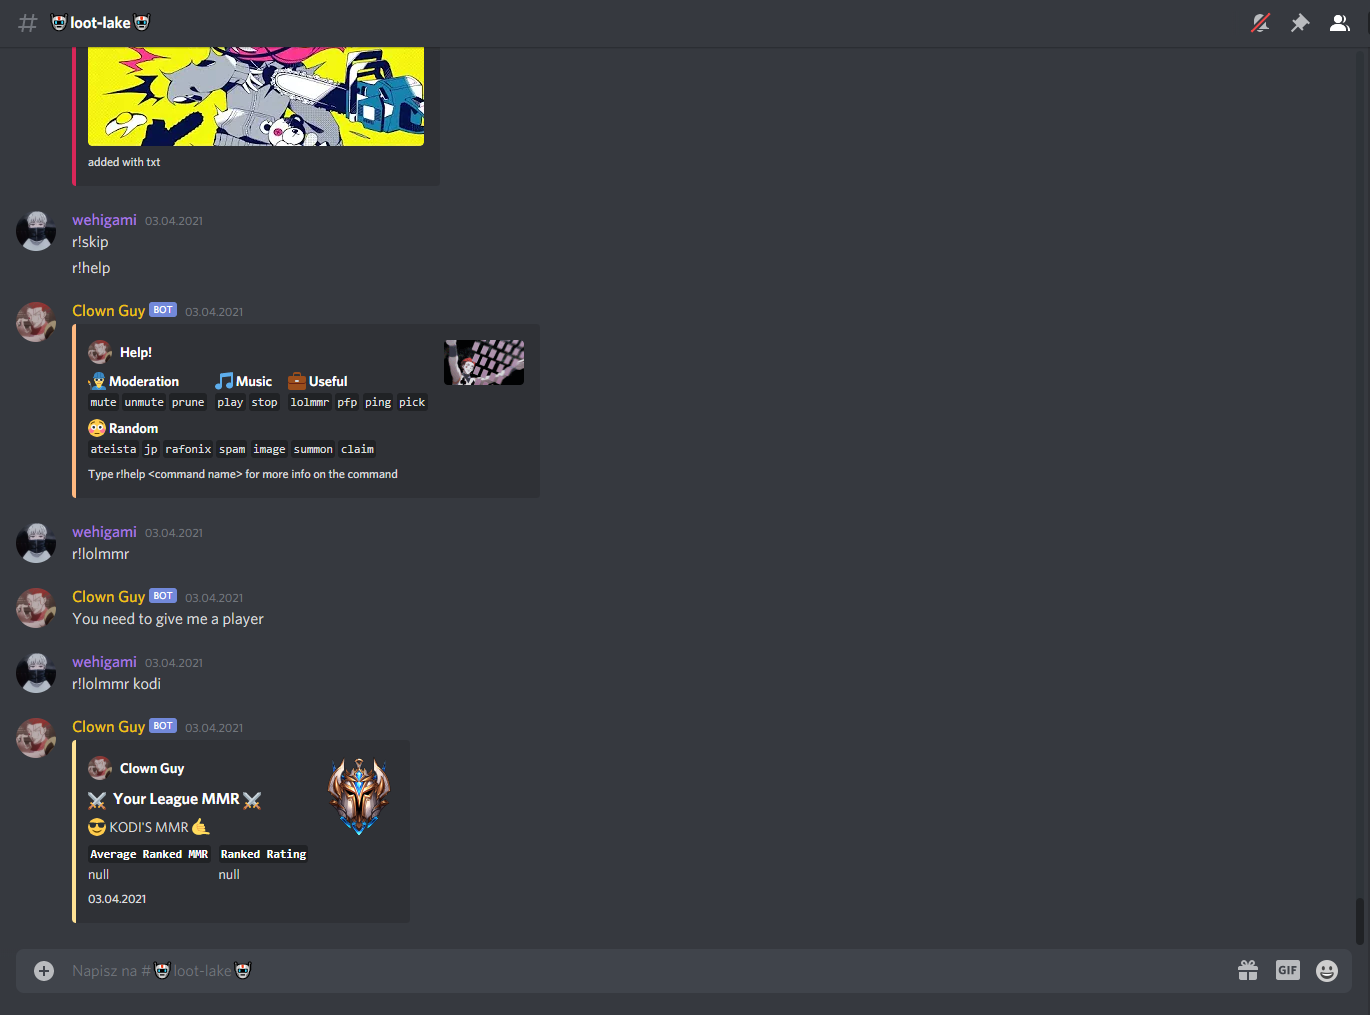 # loot-lake
added with txt
wehigami 03.04.2021
r!skip
r!help
Clown Guy BOT 03.04.2021
Help!
Moderation Music Useful
mute unmute prune play stop lolmmr pfp ping pick
Random
ateista jp rafonix spam image summon claim
Type r!help <command name> for more info on the command
wehigami 03.04.2021
r!lolmmr
Clown Guy BOT 03.04.2021
You need to give me a player
wehigami 03.04.2021
r!lolmmr kodi
Clown Guy BOT 03.04.2021
Clown Guy
Your League MMR
KODI'S MMR
Average Ranked MMR Ranked Rating
null null
03.04.2021
Napisz na # loot-lake
GIF